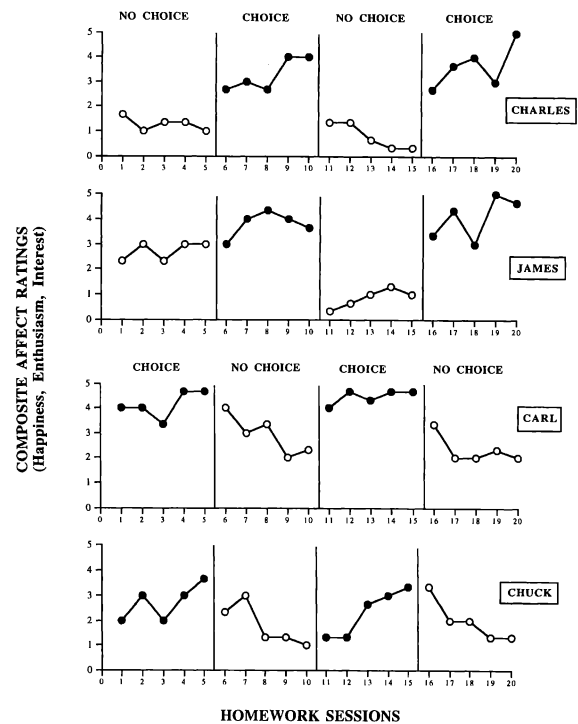 NO CHOICE CHOICE NO CHOICE CHOICE
5
4
3
2
1
0
0 1 2 3 4 5 6 7 8 9 10 11 12 13 14 15 16 17 18 19 20
CHARLES
5
4
3
2
1
0
0 1 2 3 4 5 6 7 8 9 10 11 12 13 14 15 16 17 18 19 20
JAMES
COMPOSITE AFFECT RATINGS
(Happiness, Enthusiasm, Interest)
CHOICE NO CHOICE CHOICE NO CHOICE
5
4
3
2
1
0
0 1 2 3 4 5 6 7 8 9 10 11 12 13 14 15 16 17 18 19 20
CARL
5
4
3
2
1
0
0 1 2 3 4 5 6 7 8 9 10 11 12 13 14 15 16 17 18 19 20
CHUCK
HOMEWORK SESSIONS